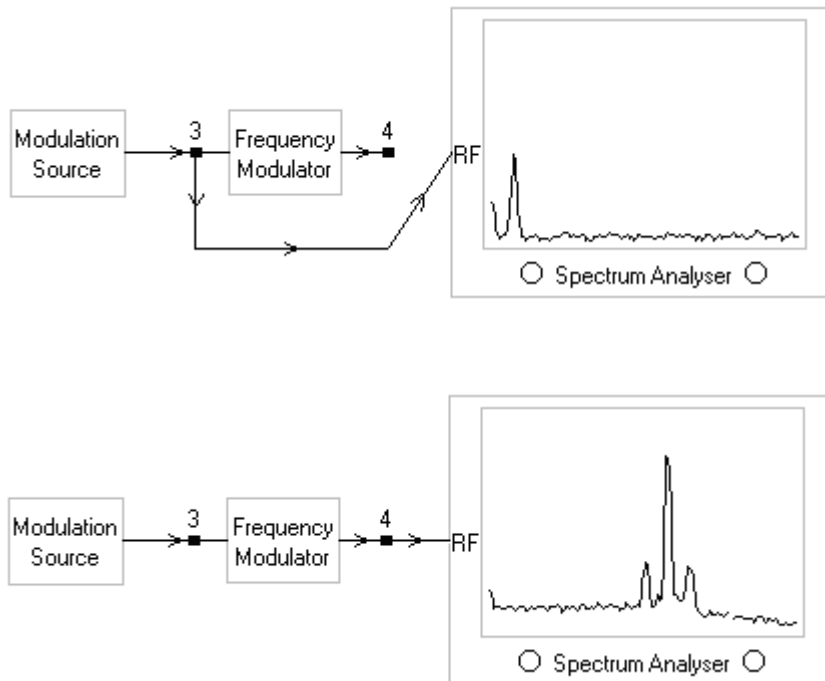 3
4
Modulation
Source
Frequency
Modulator
RF
Spectrum Analyser
3
4
Modulation
Source
Frequency
Modulator
RF
Spectrum Analyser